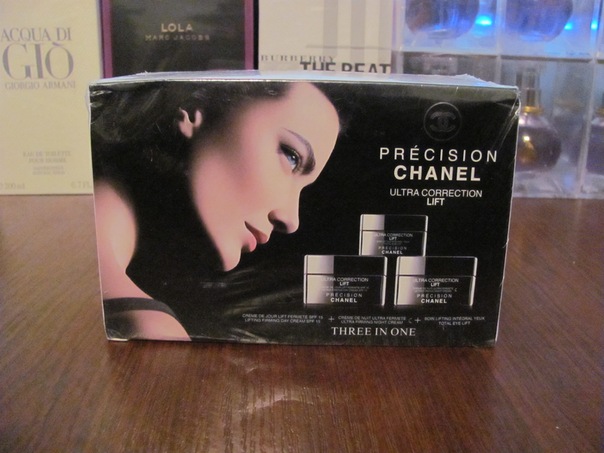 ACQUA DI
GIÒ
GIORGIO ARMANI
LOLA
MARC JACOBS
BURBERRY
THE BEAT
PRÉCISION
CHANEL
ULTRA CORRECTION
LIFT
ULTRA CORRECTION
LIFT
PRÉCISION
CHANEL
ULTRA CORRECTION
LIFT
PRÉCISION
CHANEL
ULTRA CORRECTION
LIFT
PRÉCISION
CHANEL
CRÈME DE JOUR LIFT FERMETÉ SPF 15
LIFTING FIRMING DAY CREAM SPF 15
+
CRÈME DE NUIT ULTRA FERMETÉ
ULTRA FIRMING NIGHT CREAM
+
SOIN LIFTING INTÉGRAL YEUX
TOTAL EYE LIFT
THREE IN ONE